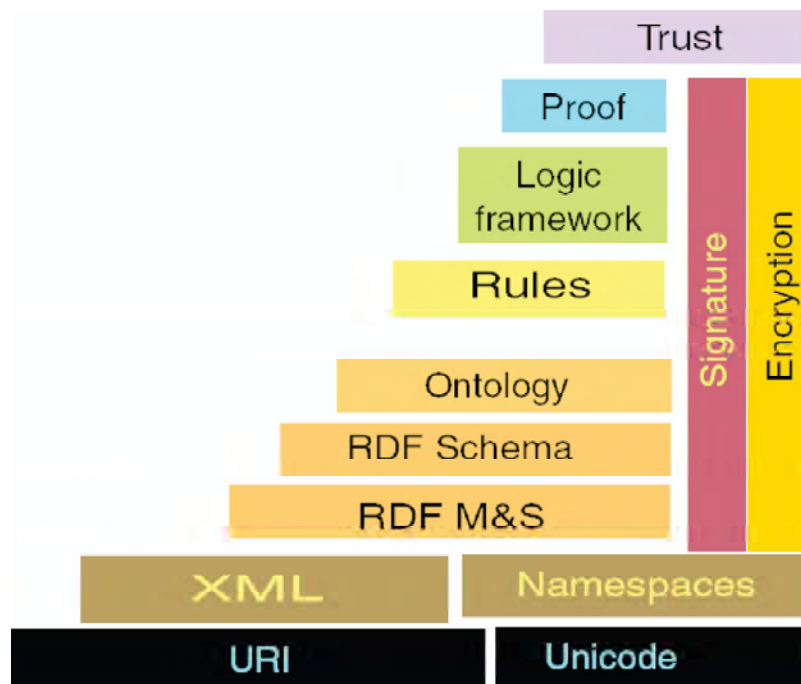 Trust
Proof
Logic
framework
Rules
Signature
Encryption
Ontology
RDF Schema
RDF M&S
XML
Namespaces
URI
Unicode